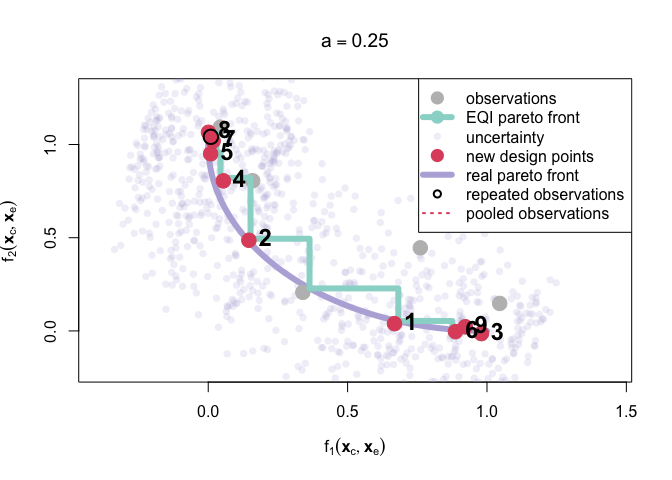 a = 0.25
observations
EQI pareto front
uncertainty
new design points
real pareto front
repeated observations
pooled observations
f₂(xc, xe)
1.0
0.5
0.0
8
7
5
4
2
1
6
9
3
0.0 0.5 1.0 1.5
f₁(xc, xe)